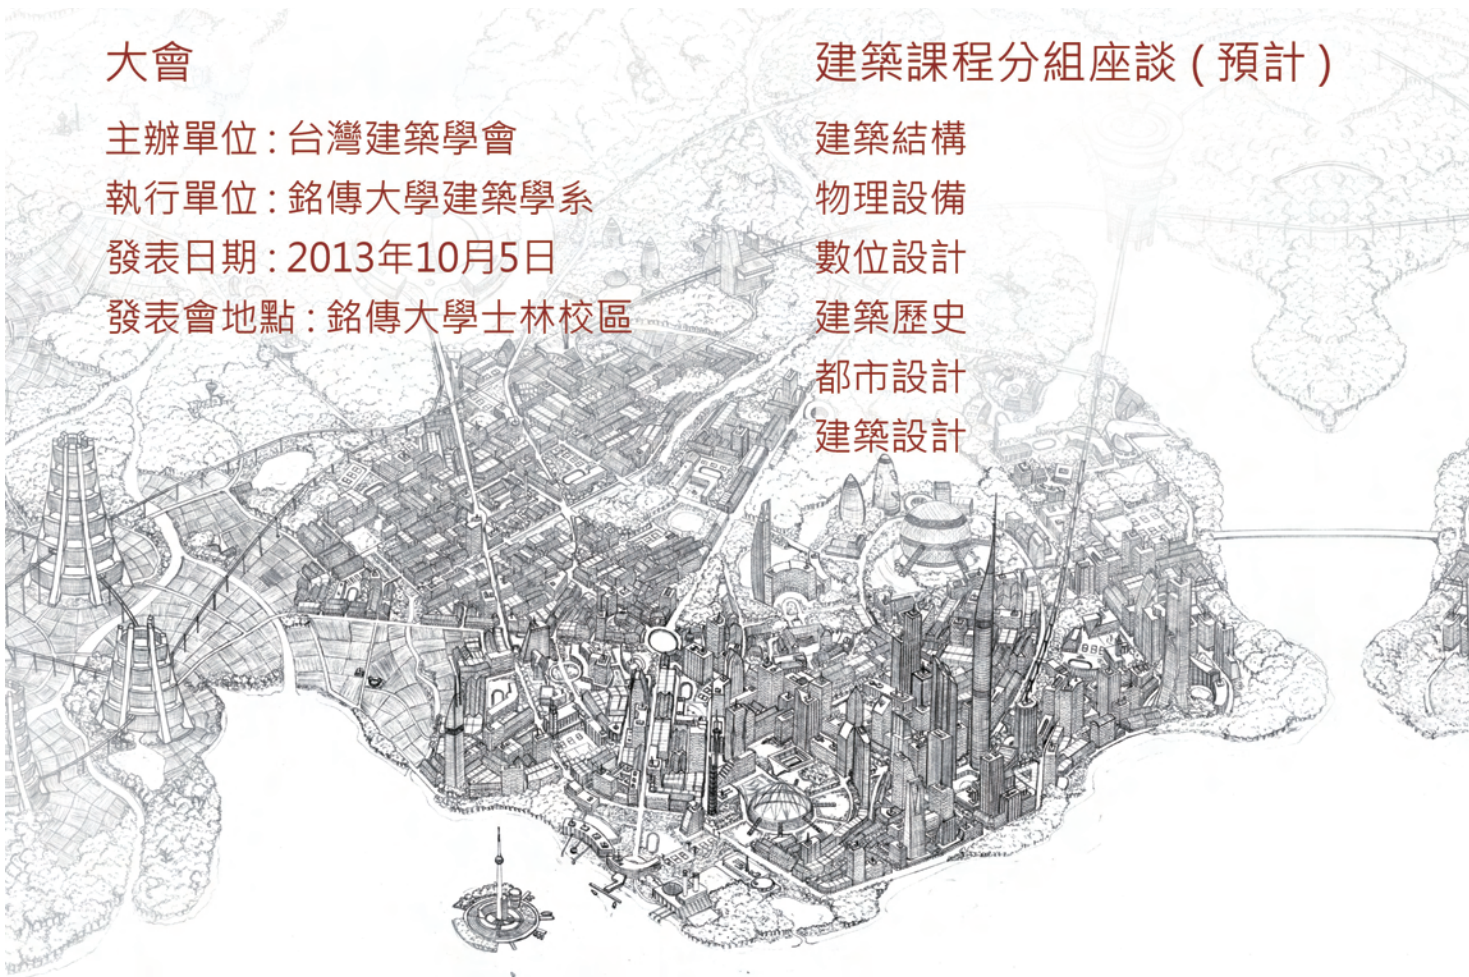 大會
主辦單位 : 台灣建築學會
執行單位 : 銘傳大學建築學系
發表日期 : 2013年10月5日
發表會地點 : 銘傳大學士林校區
建築課程分組座談 ( 預計 )
建築結構
物理設備
數位設計
建築歷史
都市設計
建築設計